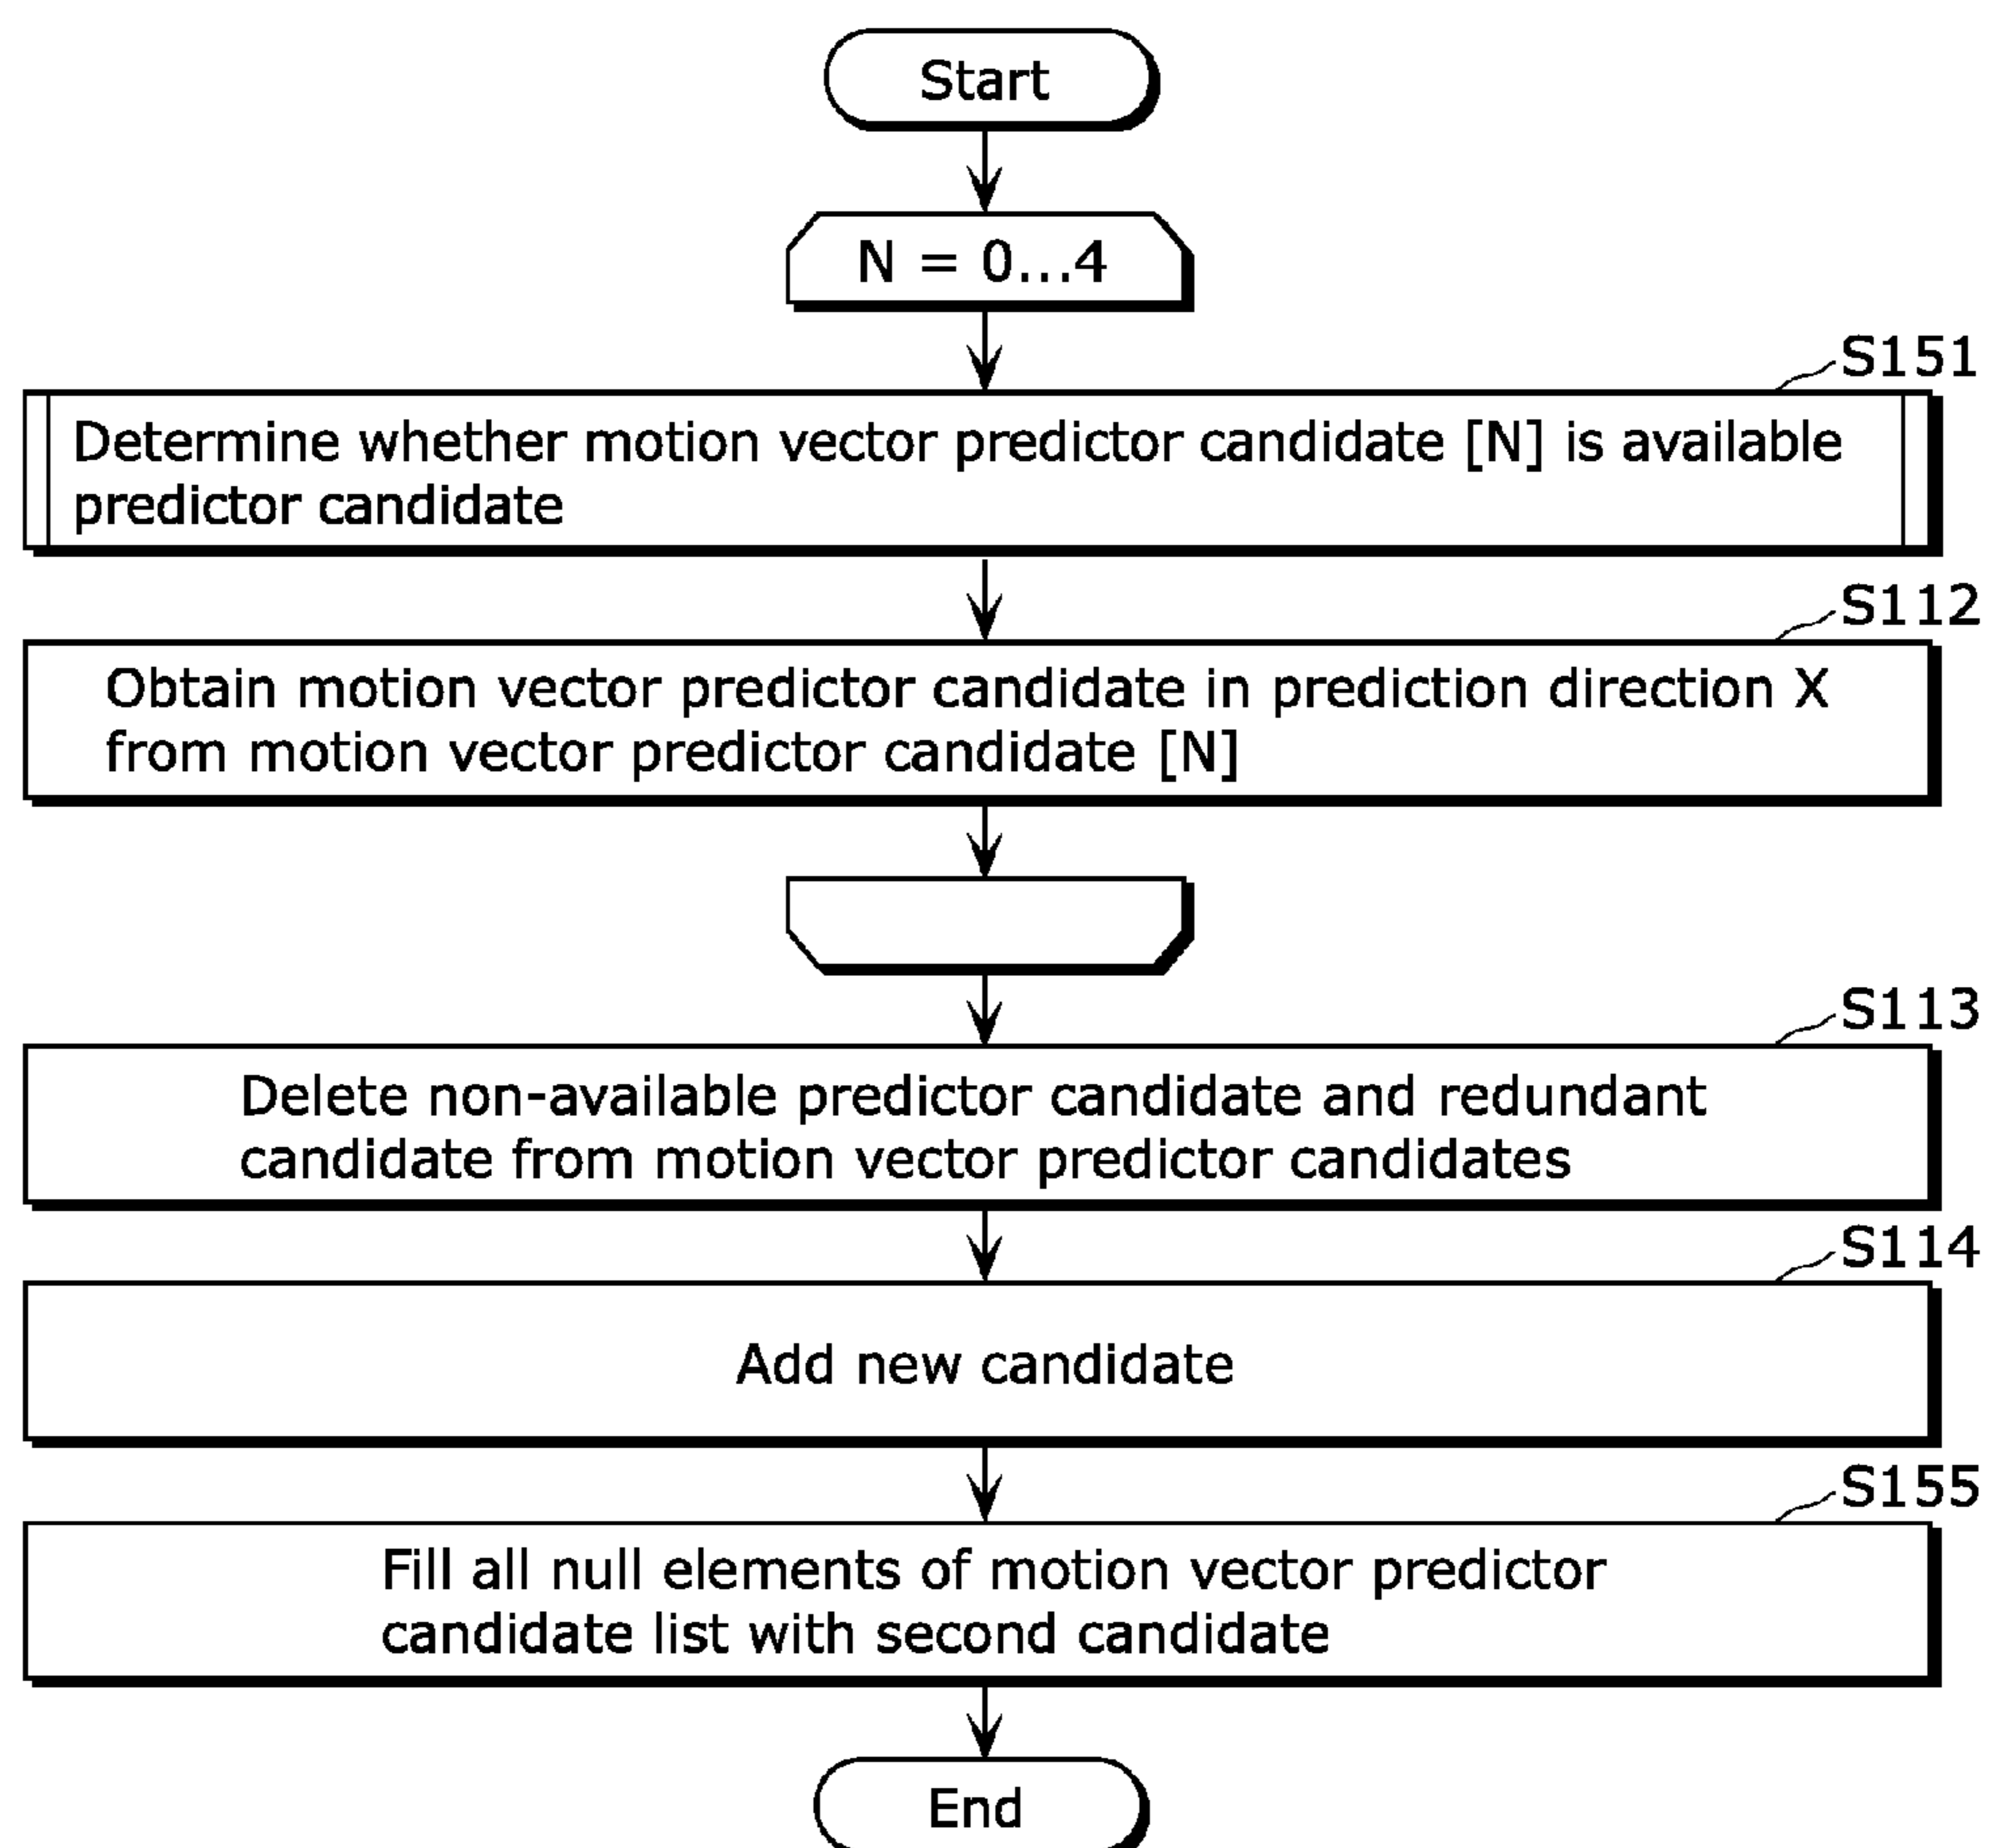 Start
N = 0...4
S151
Determine whether motion vector predictor candidate [N] is available
predictor candidate
S112
Obtain motion vector predictor candidate in prediction direction X
from motion vector predictor candidate [N]
S113
Delete non-available predictor candidate and redundant
candidate from motion vector predictor candidates
S114
Add new candidate
S155
Fill all null elements of motion vector predictor
candidate list with second candidate
End